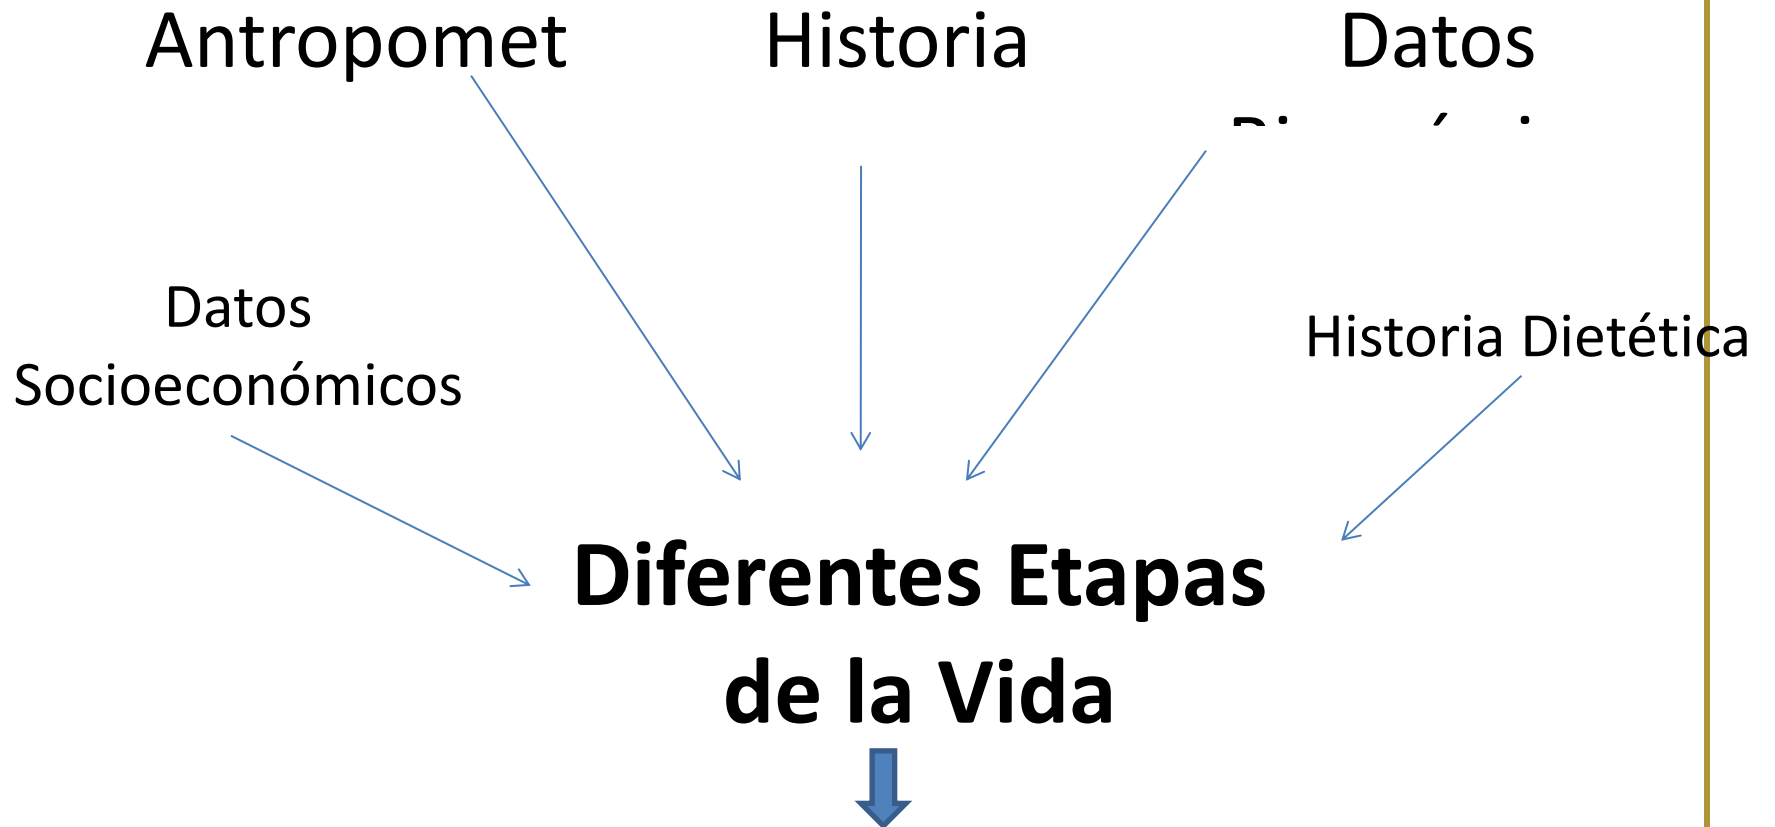 Antropomet
Historia
Datos
Datos
Socioeconómicos
Historia Dietética
Diferentes Etapas
de la Vida